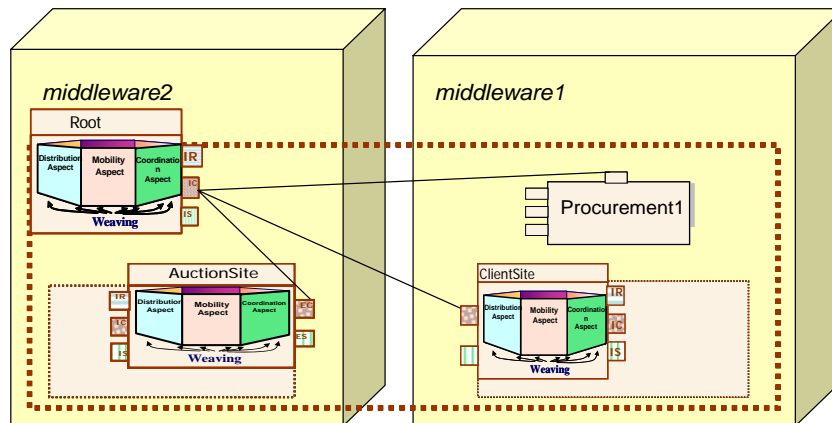 middleware2
middleware1
Root
Distribution
Aspect
Mobility
Aspect
Coordinatio
n
Aspect
Weaving
IR
IC
IS
Procurement1
AuctionSite
IR
IC
IS
Distribution
Aspect
Mobility
Aspect
Coordination
Aspect
Weaving
EC
ES
ClientSite
Distribution
Aspect
Mobility
Aspect
Coordinatio
n
Aspect
Weaving
IR
IC
IS